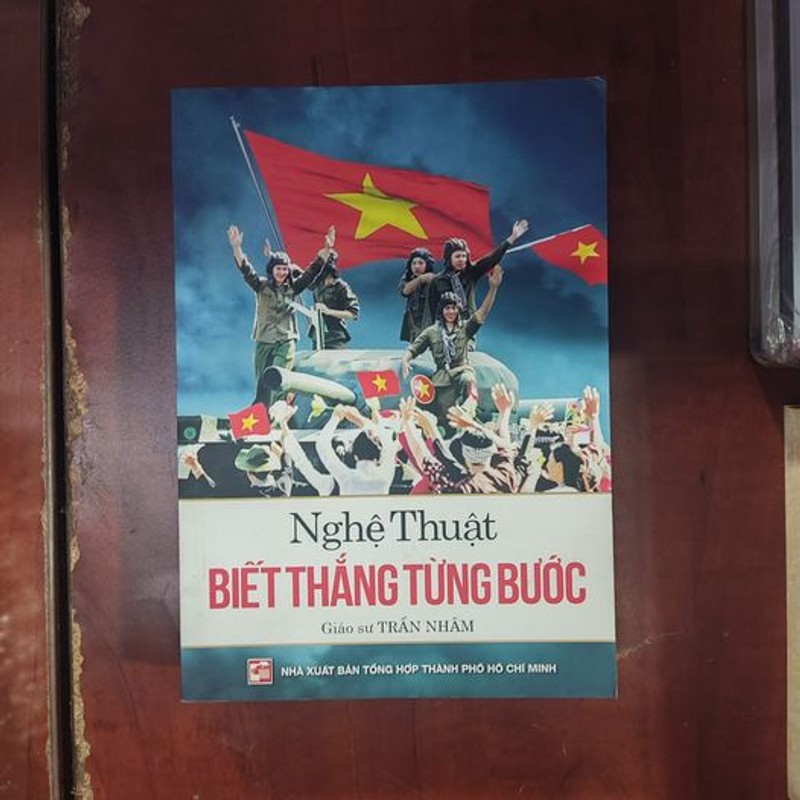 Nghệ Thuật
BIẾT THẮNG TỪNG BƯỚC
Giáo sư TRẦN NHÂM
NHÀ XUẤT BẢN TỔNG HỢP THÀNH PHỐ HỒ CHÍ MINH